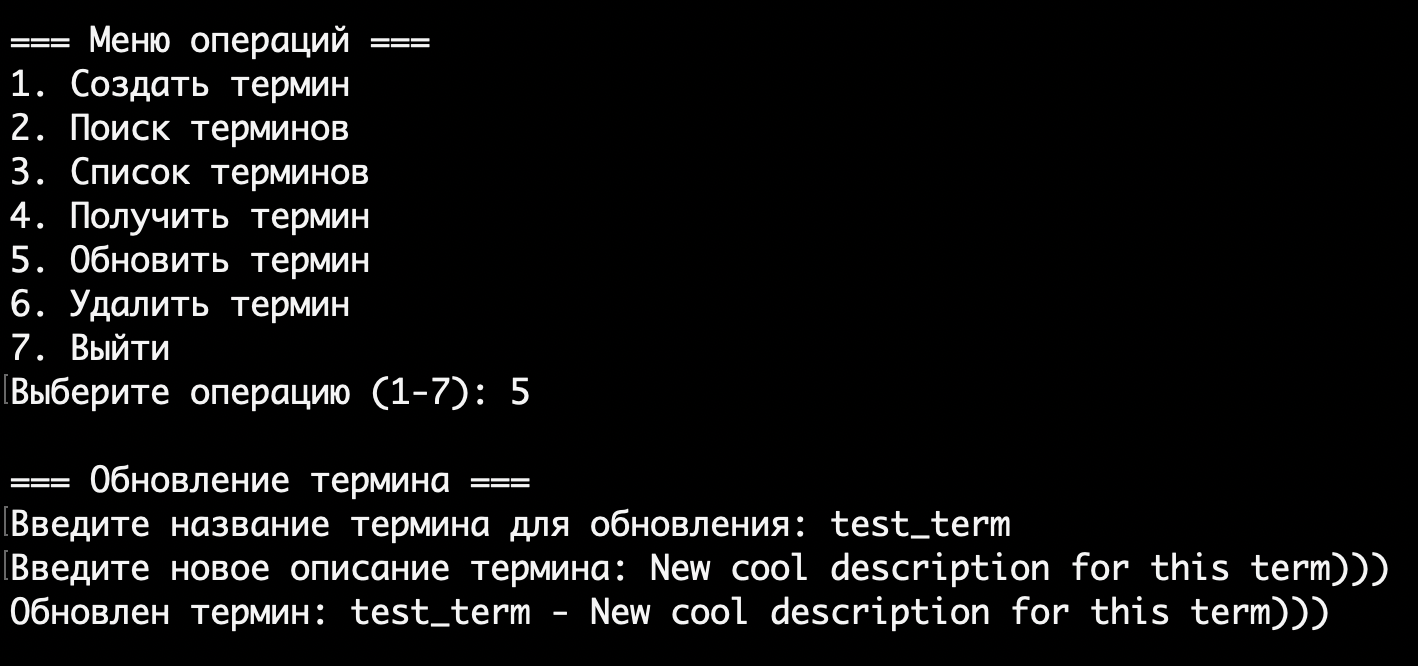 === Меню операций ===
1. Создать термин
2. Поиск терминов
3. Список терминов
4. Получить термин
5. Обновить термин
6. Удалить термин
7. Выйти
Выберите операцию (1-7): 5
=== Обновление термина ===
Введите название термина для обновления: test_term
Введите новое описание термина: New cool description for this term)))
Обновлен термин: test_term - New cool description for this term)))